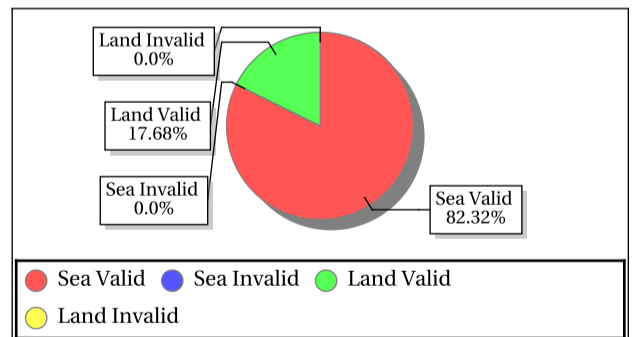 Land Invalid
0.0%
Land Valid
17.68%
Sea Invalid
0.0%
Sea Valid
82.32%
Sea Valid Sea Invalid Land Valid
Land Invalid